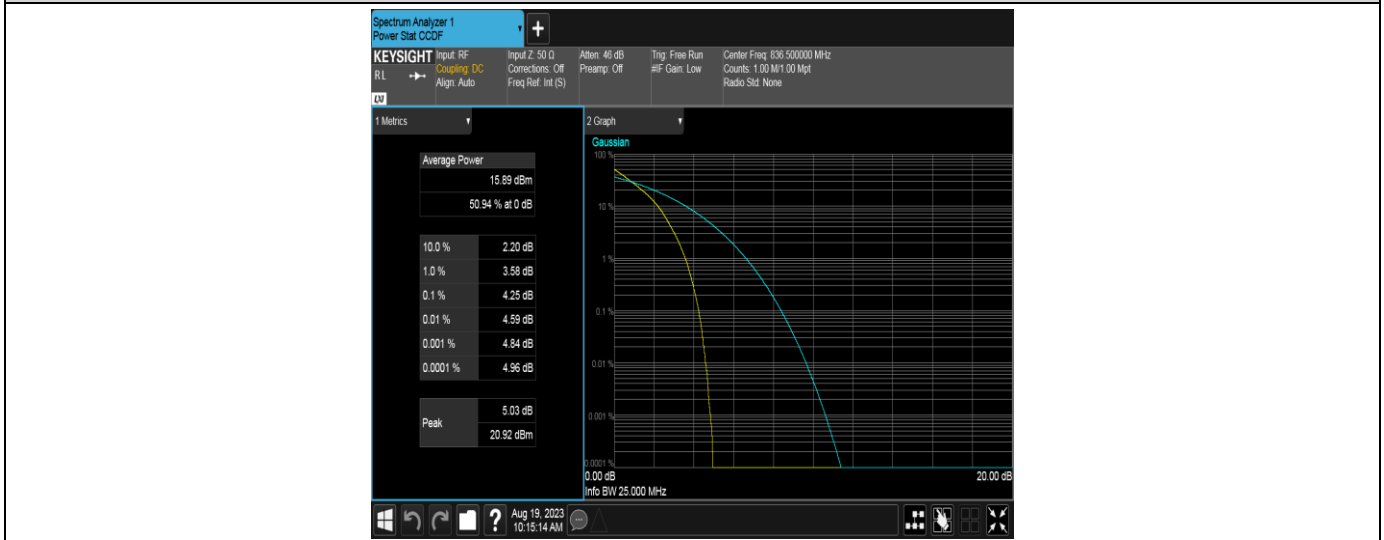 Spectrum Analyzer 1
Power Stat CCDF
+
KEYSIGHT
RL
LXI
Input: RF
Coupling: DC
Align: Auto
Input Z: 50 Ω
Corrections: Off
Freq Ref: Int (S)
Atten: 46 dB
Preamp: Off
Trig: Free Run
#IF Gain: Low
Center Freq: 836.500000 MHz
Counts: 1.00 M/1.00 Mpt
Radio Std: None
1 Metrics
Average Power
15.89 dBm
50.94 % at 0 dB
10.0 % 2.20 dB
1.0 % 3.58 dB
0.1 % 4.25 dB
0.01 % 4.59 dB
0.001 % 4.84 dB
0.0001 % 4.96 dB
Peak
5.03 dB
20.92 dBm
2 Graph
Gaussian
100 %
10 %
1 %
0.1 %
0.01 %
0.001 %
0.0001 %
0.00 dB 20.00 dB
Info BW 25.000 MHz
?
Aug 19, 2023
10:15:14 AM